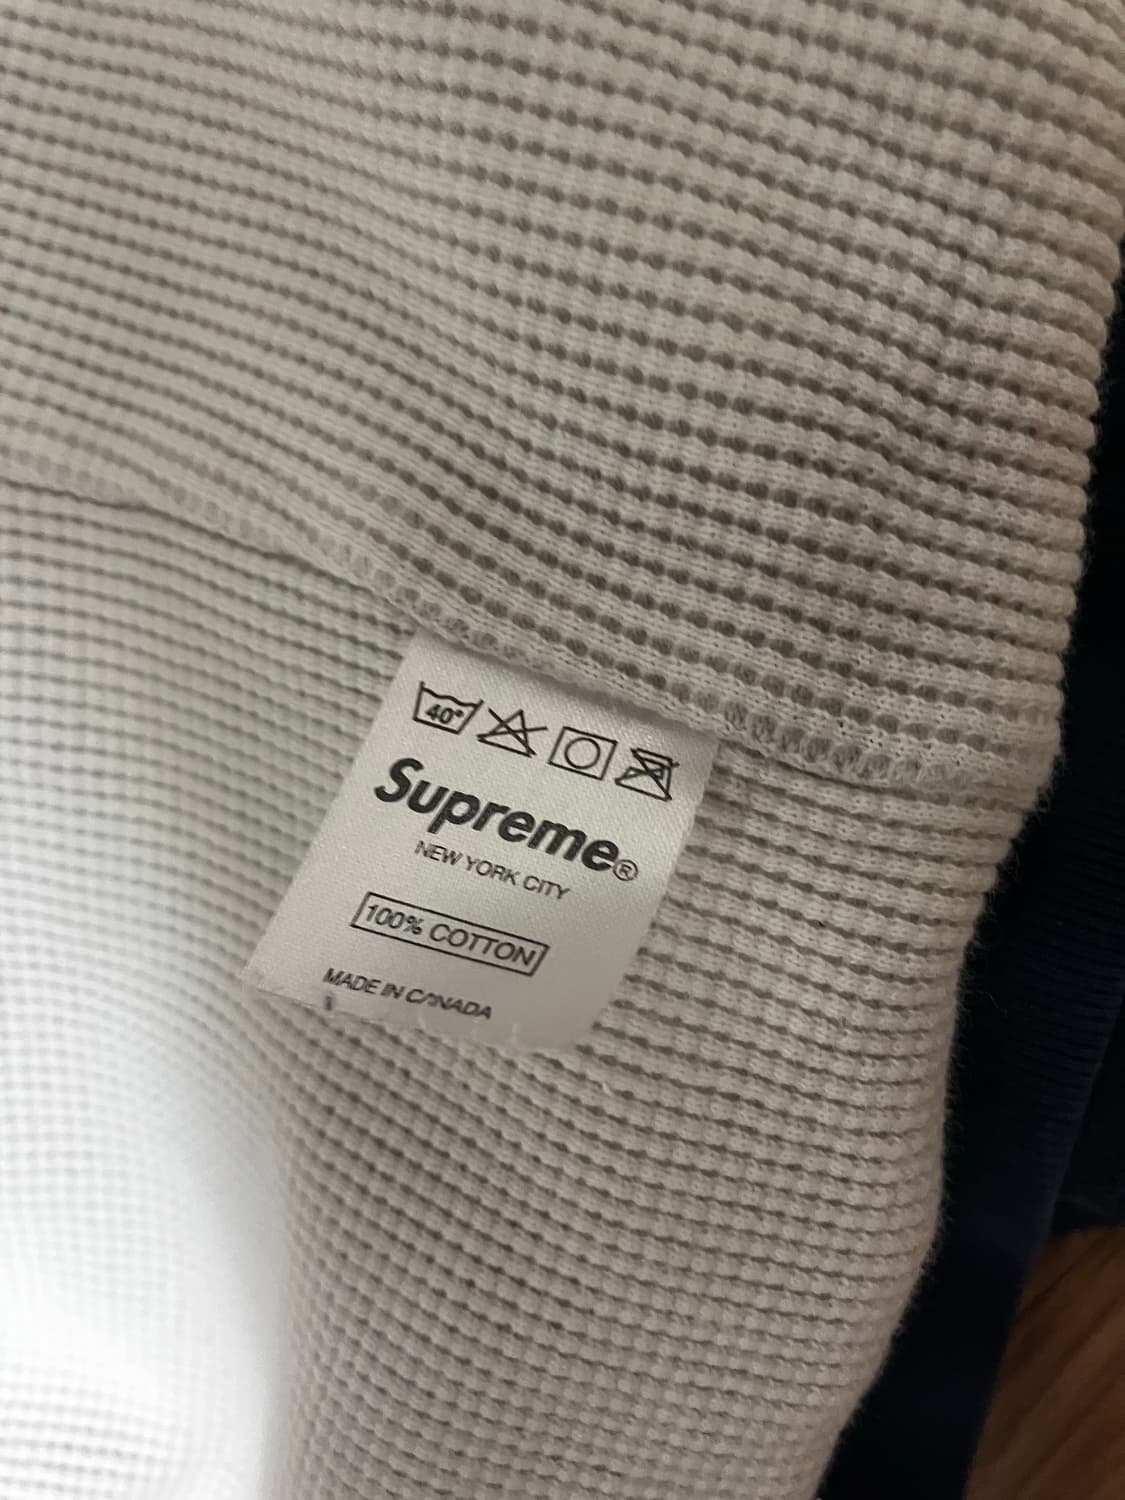 40°
Supreme®
NEW YORK CITY
100% COTTON
MADE IN CANADA